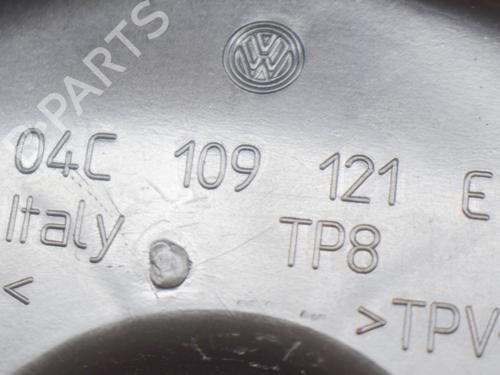 04C 109 121 E
Italy TP8
< >TPV
B-PARTS